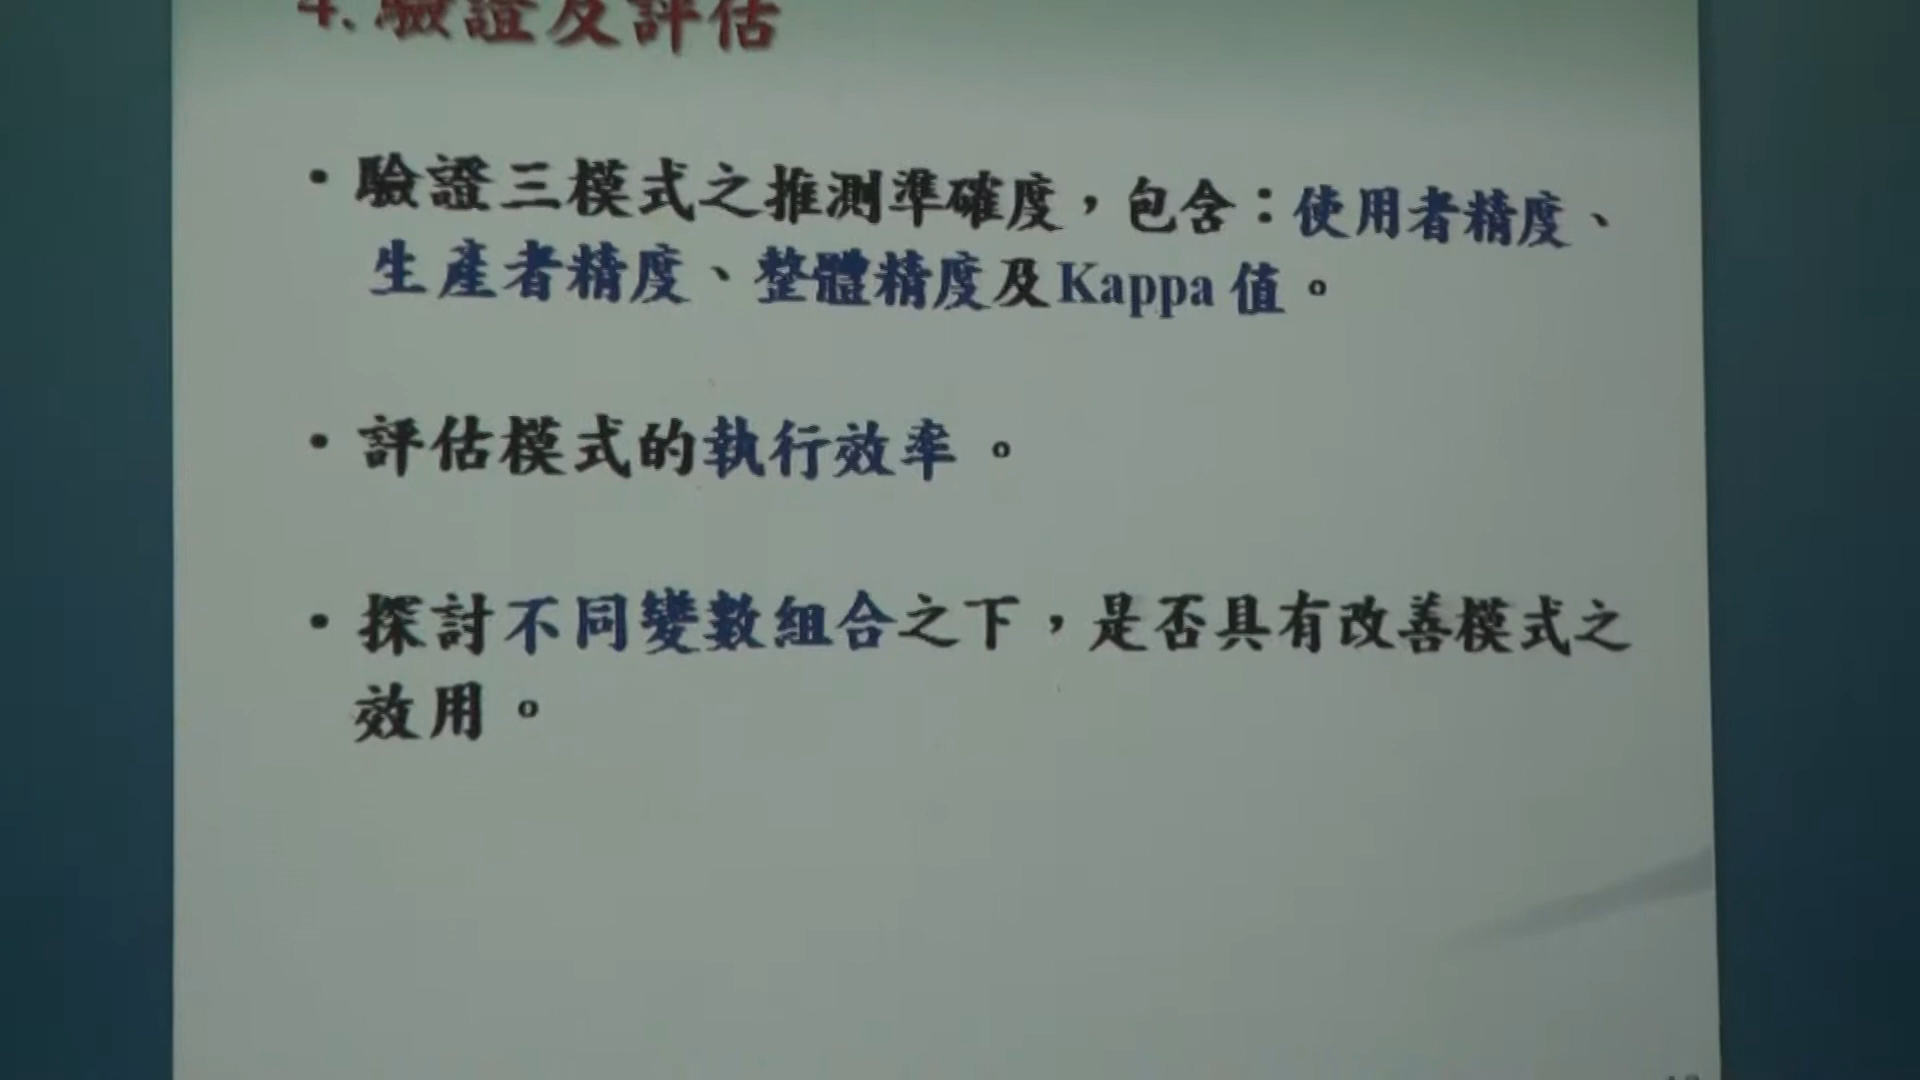 4. 驗證及評估
• 驗證三模式之推測準確度，包含：使用者精度、
生產者精度、整體精度及Kappa 值。
• 評估模式的執行效率。
• 探討不同變數組合之下，是否具有改善模式之
效用。